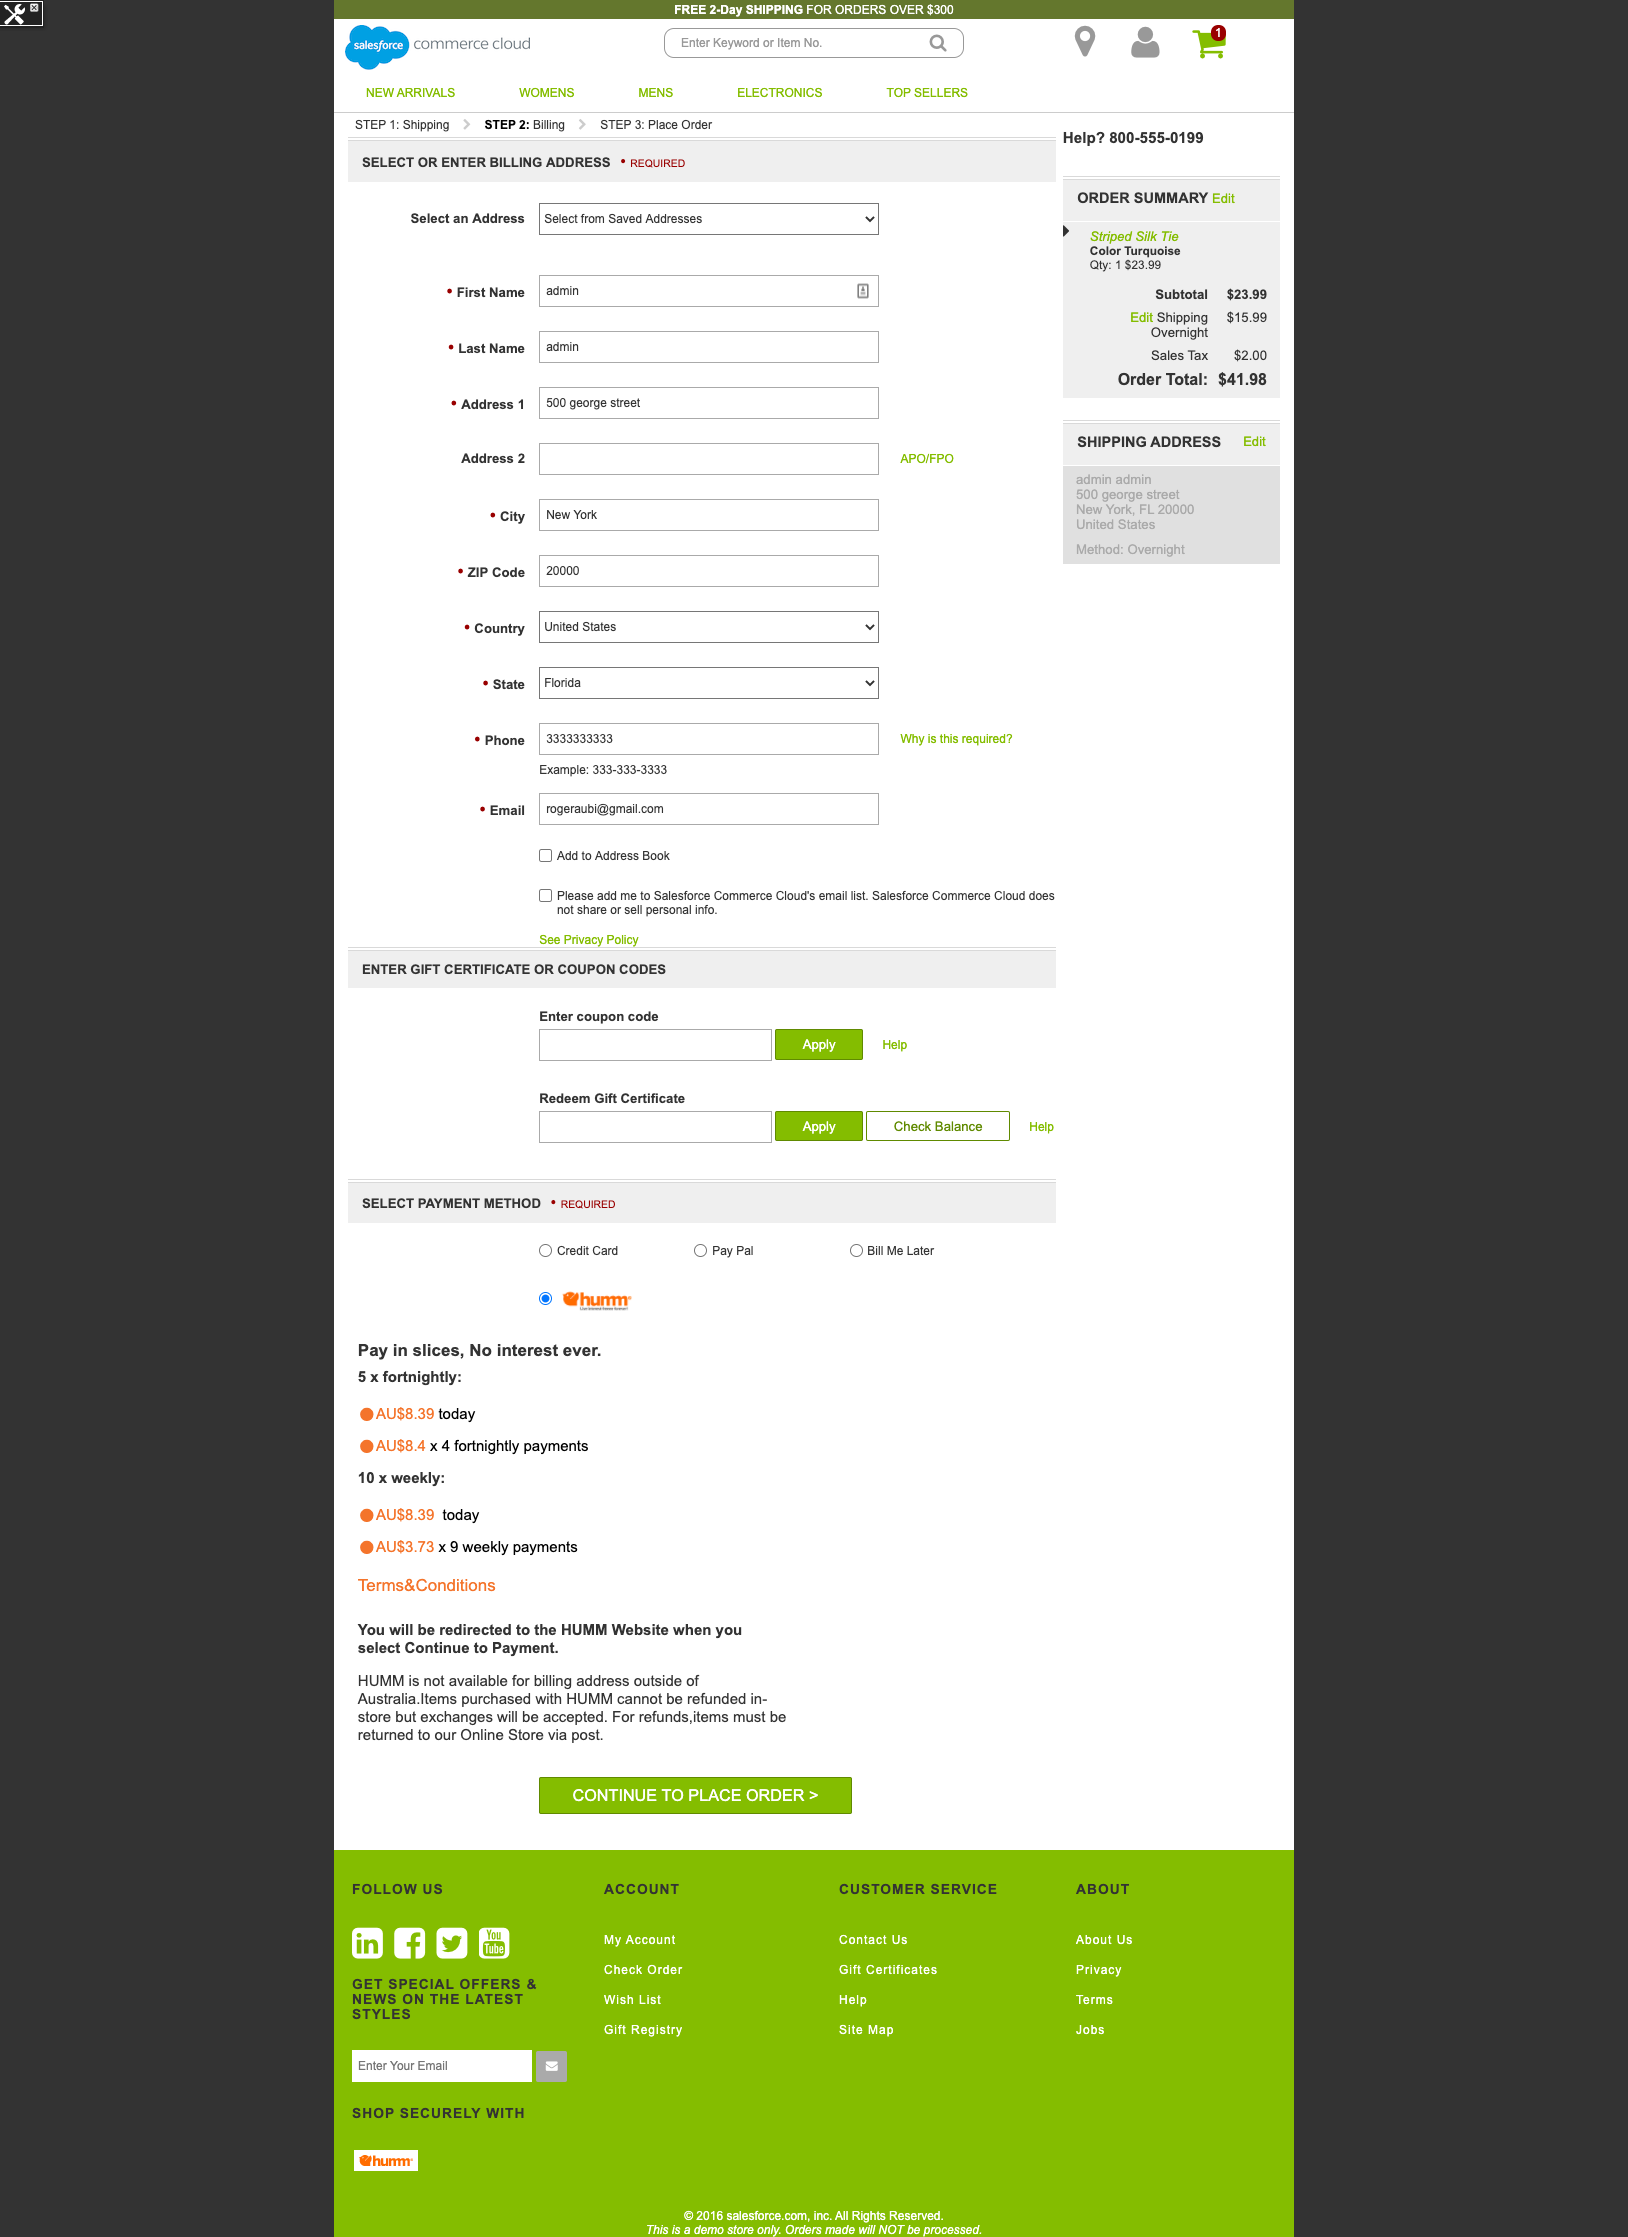 FREE 2-Day SHIPPING FOR ORDERS OVER $300
salesforce commerce cloud
Enter Keyword or Item No.
1
NEW ARRIVALS WOMENS MENS ELECTRONICS TOP SELLERS
STEP 1: Shipping STEP 2: Billing STEP 3: Place Order
Help? 800-555-0199
SELECT OR ENTER BILLING ADDRESS • REQUIRED
Select an Address Select from Saved Addresses
• First Name admin
• Last Name admin
• Address 1 500 george street
Address 2 APO/FPO
• City New York
• ZIP Code 20000
• Country United States
• State Florida
• Phone 3333333333 Why is this required?
Example: 333-333-3333
• Email rogeraubi@gmail.com
Add to Address Book
Please add me to Salesforce Commerce Cloud's email list. Salesforce Commerce Cloud does
not share or sell personal info.
See Privacy Policy
ORDER SUMMARY Edit
Striped Silk Tie
Color Turquoise
Qty: 1 $23.99
Subtotal $23.99
Edit Shipping $15.99
Overnight
Sales Tax $2.00
Order Total: $41.98
SHIPPING ADDRESS Edit
admin admin
500 george street
New York, FL 20000
United States
Method: Overnight
ENTER GIFT CERTIFICATE OR COUPON CODES
Enter coupon code
Apply Help
Redeem Gift Certificate
Apply Check Balance Help
SELECT PAYMENT METHOD • REQUIRED
Credit Card Pay Pal Bill Me Later
humm
Pay in slices, No interest ever.
5 x fortnightly:
AU$8.39 today
AU$8.4 x 4 fortnightly payments
10 x weekly:
AU$8.39 today
AU$3.73 x 9 weekly payments
Terms&Conditions
You will be redirected to the HUMM Website when you
select Continue to Payment.
HUMM is not available for billing address outside of
Australia.Items purchased with HUMM cannot be refunded in-
store but exchanges will be accepted. For refunds,items must be
returned to our Online Store via post.
CONTINUE TO PLACE ORDER >
FOLLOW US
in
You
Tube
GET SPECIAL OFFERS &
NEWS ON THE LATEST
STYLES
Enter Your Email
SHOP SECURELY WITH
humm
ACCOUNT
My Account
Check Order
Wish List
Gift Registry
CUSTOMER SERVICE
Contact Us
Gift Certificates
Help
Site Map
ABOUT
About Us
Privacy
Terms
Jobs
© 2016 salesforce.com, inc. All Rights Reserved.
This is a demo store only. Orders made will NOT be processed.